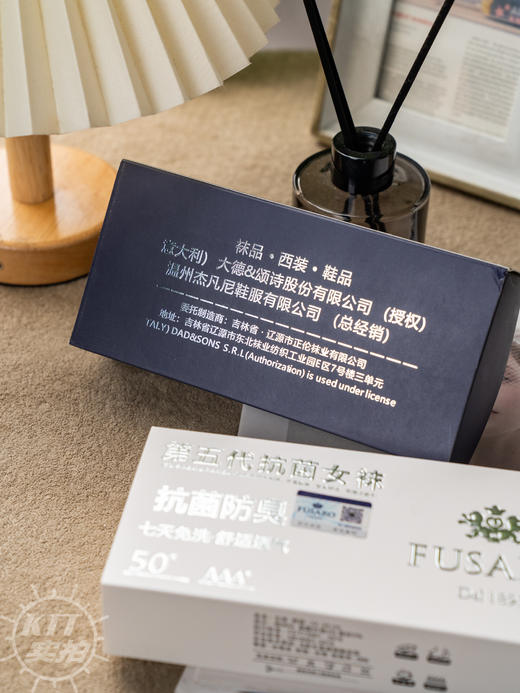 袜品·西装·鞋品
意大利) 大德&颂诗股份有限公司 (授权)
温州杰凡尼鞋服有限公司 (总经销)
委托制造商：吉林省·辽源市正伦袜业有限公司
地址：吉林省辽源市东北袜业纺织工业园E区7号楼三单元
(ALY) DAD&SONS S.R.L(Authorization) is used under license
第五代抗菌女袜
抗菌防臭
七天免洗·舒适透气
50+ AAA+
FUSARO
FUSA
KIT
实拍